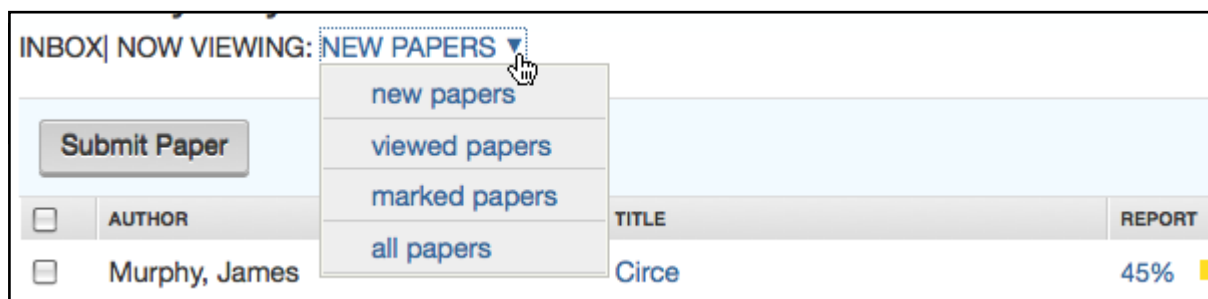 INBOX| NOW VIEWING: NEW PAPERS ▼
new papers
Submit Paper
viewed papers
marked papers
AUTHOR TITLE REPORT
all papers
Murphy, James Circe 45%